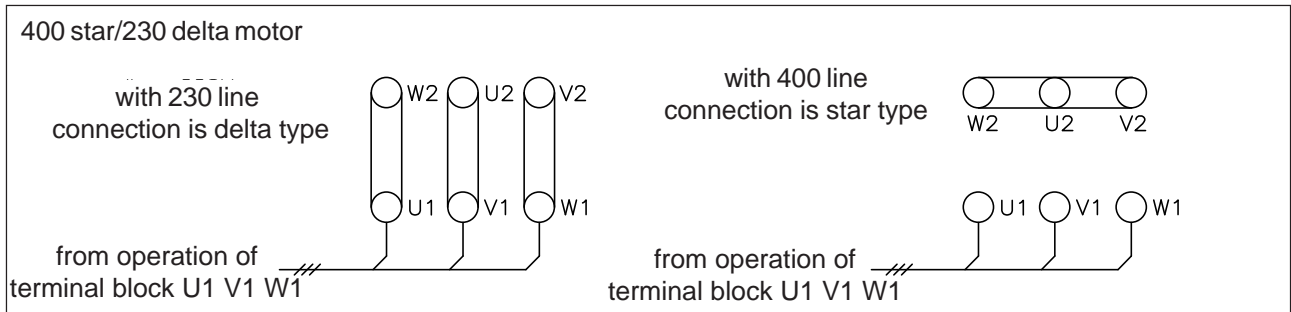 400 star/230 delta motor
with 230 line
connection is delta type
W2 U2 V2
U1 V1 W1
from operation of
terminal block U1 V1 W1
with 400 line
connection is star type
W2 U2 V2
U1 V1 W1
from operation of
terminal block U1 V1 W1